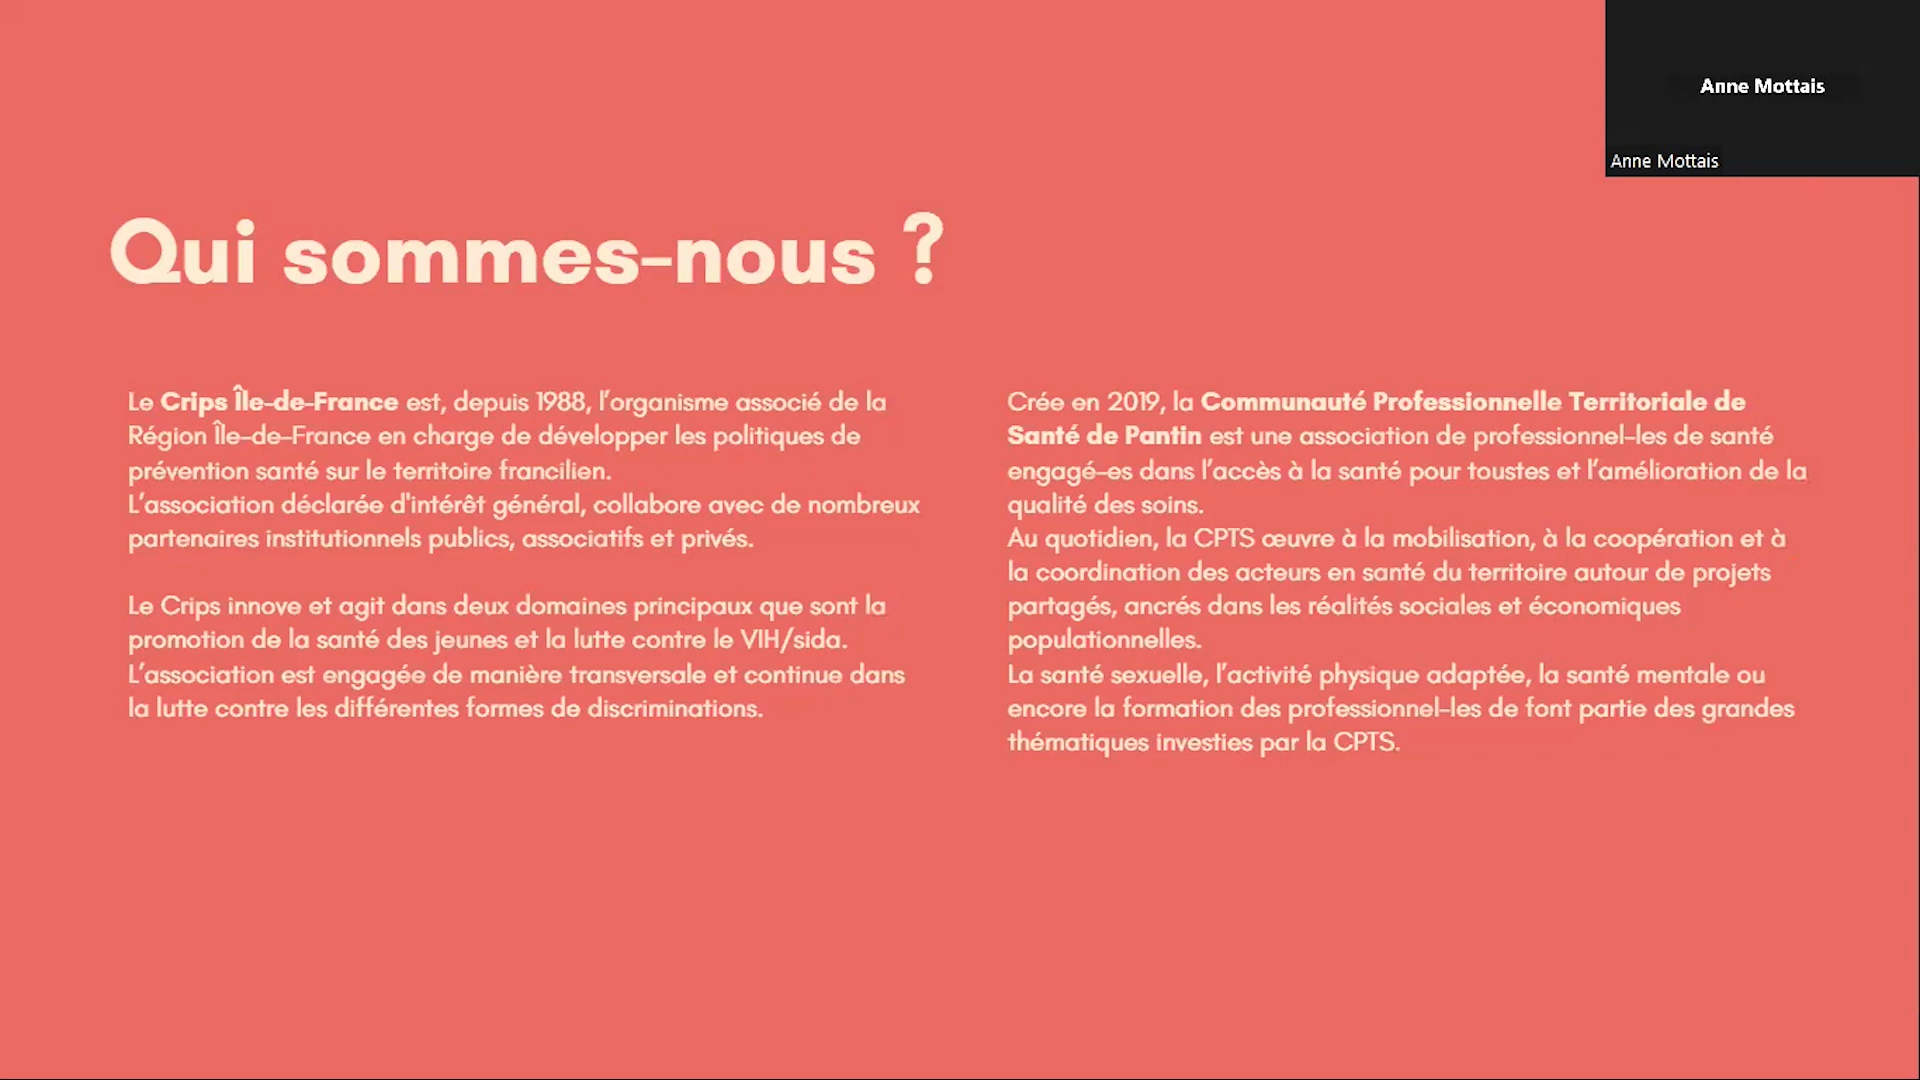 Anne Mottais
Anne Mottais
Qui sommes-nous ?
Le Crips Île-de-France est, depuis 1988, l’organisme associé de la
Région Île-de-France en charge de développer les politiques de
prévention santé sur le territoire francilien.
L’association déclarée d'intérêt général, collabore avec de nombreux
partenaires institutionnels publics, associatifs et privés.
Le Crips innove et agit dans deux domaines principaux que sont la
promotion de la santé des jeunes et la lutte contre le VIH/sida.
L’association est engagée de manière transversale et continue dans
la lutte contre les différentes formes de discriminations.
Crée en 2019, la Communauté Professionnelle Territoriale de
Santé de Pantin est une association de professionnel-les de santé
engagé-es dans l’accès à la santé pour toustes et l’amélioration de la
qualité des soins.
Au quotidien, la CPTS œuvre à la mobilisation, à la coopération et à
la coordination des acteurs en santé du territoire autour de projets
partagés, ancrés dans les réalités sociales et économiques
populationnelles.
La santé sexuelle, l’activité physique adaptée, la santé mentale ou
encore la formation des professionnel-les de font partie des grandes
thématiques investies par la CPTS.